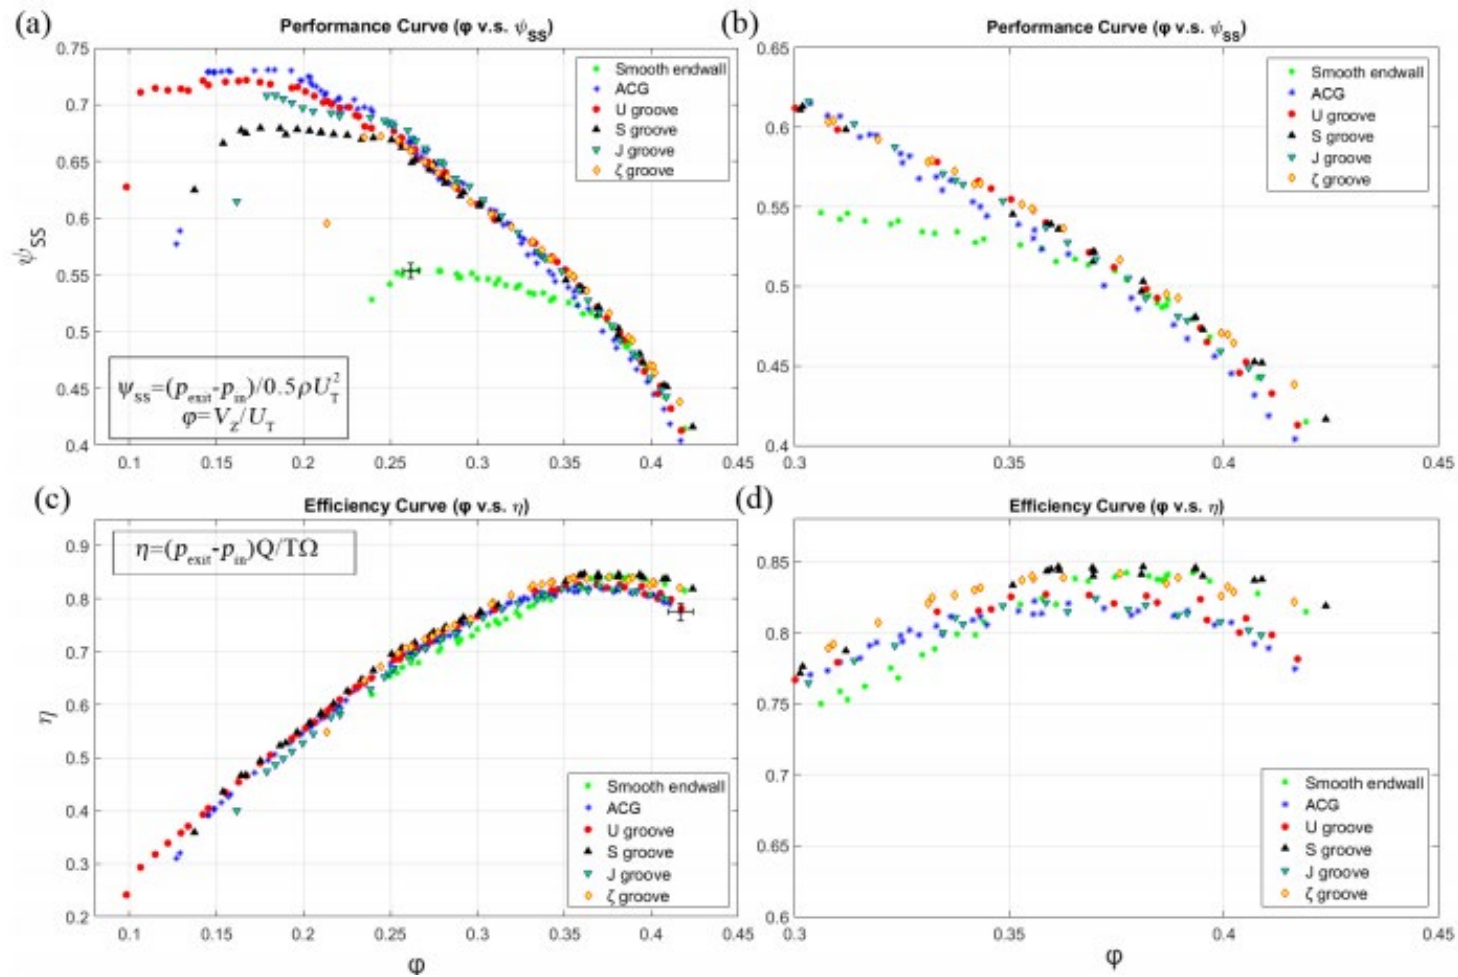 (a)
Performance Curve (φ v.s. ψSS)
0.75
0.7
0.65
0.6
0.55
0.5
0.45
0.4
ψSS
0.1
0.15
0.2
0.25
0.3
0.35
0.4
0.45
Smooth endwall
ACG
U groove
S groove
J groove
ζ groove
ψSS=(pexit-pin)/0.5ρUT²
φ=VZ/UT
(b)
Performance Curve (φ v.s. ψSS)
0.65
0.6
0.55
0.5
0.45
0.4
0.3
0.35
0.4
0.45
Smooth endwall
ACG
U groove
S groove
J groove
ζ groove
(c)
Efficiency Curve (φ v.s. η)
η=(pexit-pin)Q/TΩ
0.9
0.8
0.7
0.6
0.5
0.4
0.3
0.2
η
0.1
0.15
0.2
0.25
0.3
0.35
0.4
0.45
φ
Smooth endwall
ACG
U groove
S groove
J groove
ζ groove
(d)
Efficiency Curve (φ v.s. η)
0.85
0.8
0.75
0.7
0.65
0.6
0.3
0.35
0.4
0.45
φ
Smooth endwall
ACG
U groove
S groove
J groove
ζ groove